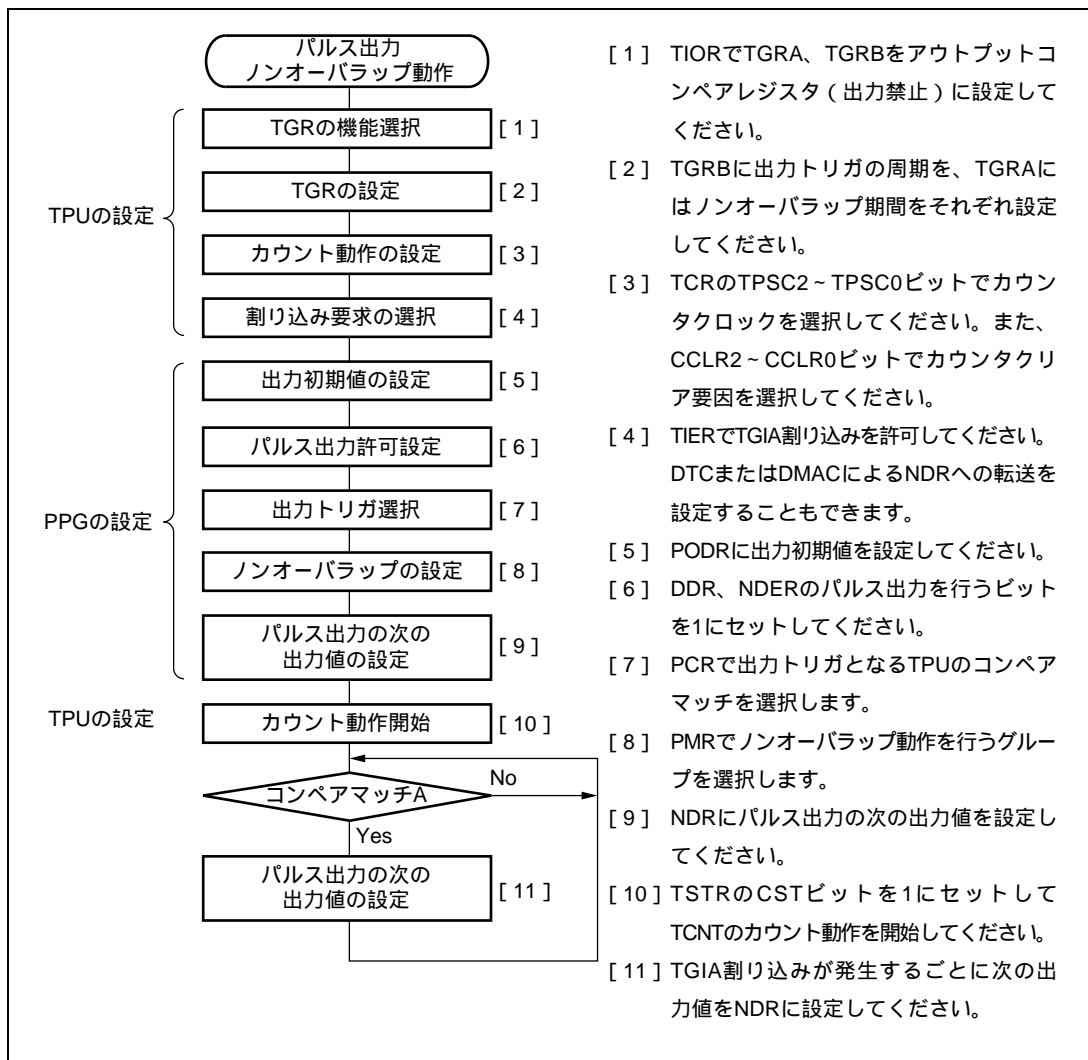 パルス出力
ノンオーバラップ動作
TPUの設定
TGRの機能選択
[ 1 ]
TGRの設定
[ 2 ]
カウント動作の設定
[ 3 ]
割り込み要求の選択
[ 4 ]
PPGの設定
出力初期値の設定
[ 5 ]
パルス出力許可設定
[ 6 ]
出力トリガ選択
[ 7 ]
ノンオーバラップの設定
[ 8 ]
パルス出力の次の
出力値の設定
[ 9 ]
TPUの設定
カウント動作開始
[ 10 ]
コンペアマッチA
No
Yes
パルス出力の次の
出力値の設定
[ 11 ]
[ 1 ] TIORでTGRA、TGRBをアウトプットコ
ンペアレジスタ ( 出力禁止 ) に設定して
ください。
[ 2 ] TGRBに出力トリガの周期を、TGRAに
はノンオーバラップ期間をそれぞれ設定
してください。
[ 3 ] TCRのTPSC2 ~ TPSC0ビットでカウン
タクロックを選択してください。また、
CCLR2 ~ CCLR0ビットでカウンタクリ
ア要因を選択してください。
[ 4 ] TIERでTGIA割り込みを許可してください。
DTCまたはDMACによるNDRへの転送を
設定することもできます。
[ 5 ] PODRに出力初期値を設定してください。
[ 6 ] DDR、NDERのパルス出力を行うビット
を1にセットしてください。
[ 7 ] PCRで出力トリガとなるTPUのコンペア
マッチを選択します。
[ 8 ] PMRでノンオーバラップ動作を行うグルー
プを選択します。
[ 9 ] NDRにパルス出力の次の出力値を設定し
てください。
[ 10 ] TSTRのCSTビットを1にセットして
TCNTのカウント動作を開始してください。
[ 11 ] TGIA割り込みが発生するごとに次の出
力値をNDRに設定してください。